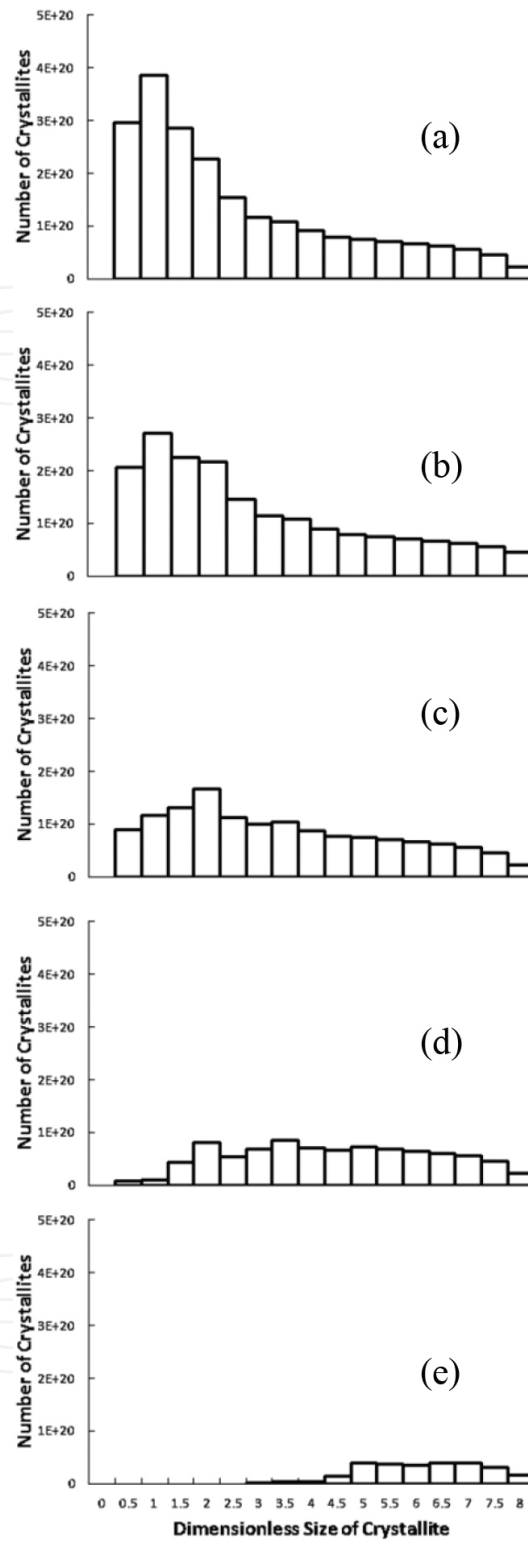 5E+20
4E+20
3E+20
2E+20
1E+20
0
Number of Crystallites
(a)
5E+20
4E+20
3E+20
2E+20
1E+20
0
Number of Crystallites
(b)
5E+20
4E+20
3E+20
2E+20
1E+20
0
Number of Crystallites
(c)
5E+20
4E+20
3E+20
2E+20
1E+20
0
Number of Crystallites
(d)
5E+20
4E+20
3E+20
2E+20
1E+20
0
Number of Crystallites
(e)
0 0.5 1 1.5 2 2.5 3 3.5 4 4.5 5 5.5 6 6.5 7 7.5 8
Dimensionless Size of Crystallite